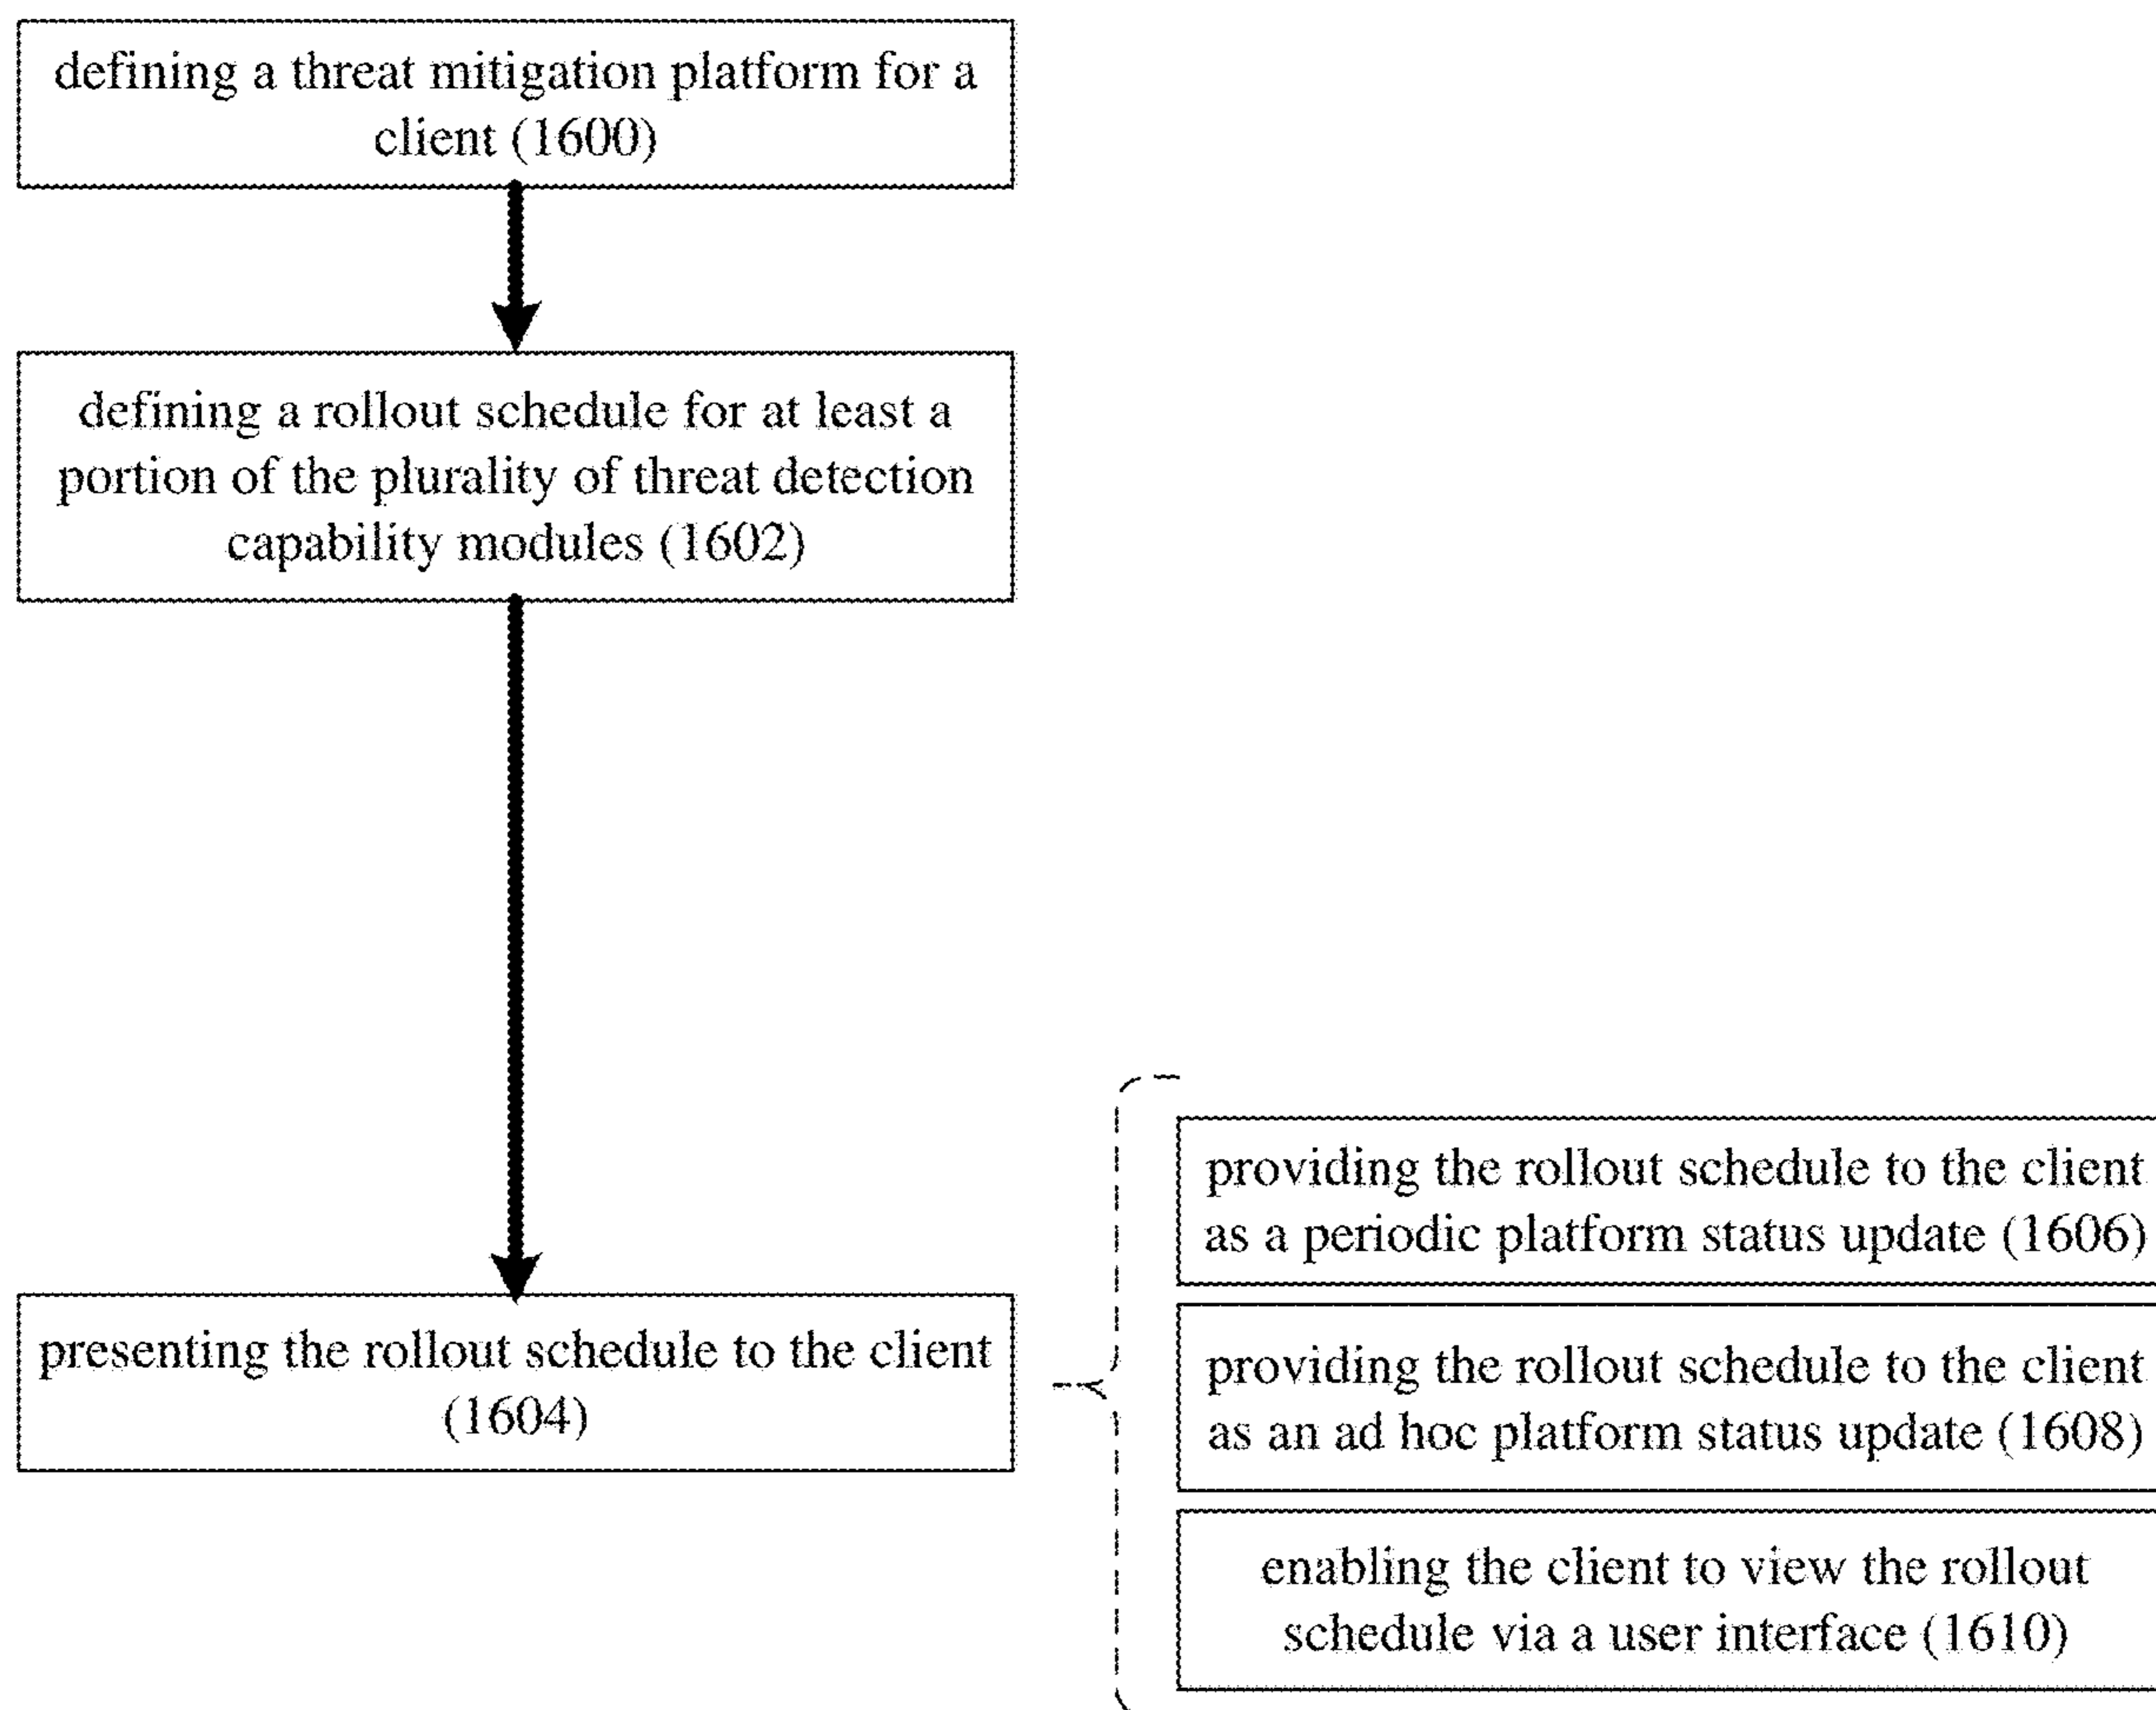 defining a threat mitigation platform for a
client (1600)
defining a rollout schedule for at least a
portion of the plurality of threat detection
capability modules (1602)
presenting the rollout schedule to the client
(1604)
providing the rollout schedule to the client
as a periodic platform status update (1606)
providing the rollout schedule to the client
as an ad hoc platform status update (1608)
enabling the client to view the rollout
schedule via a user interface (1610)